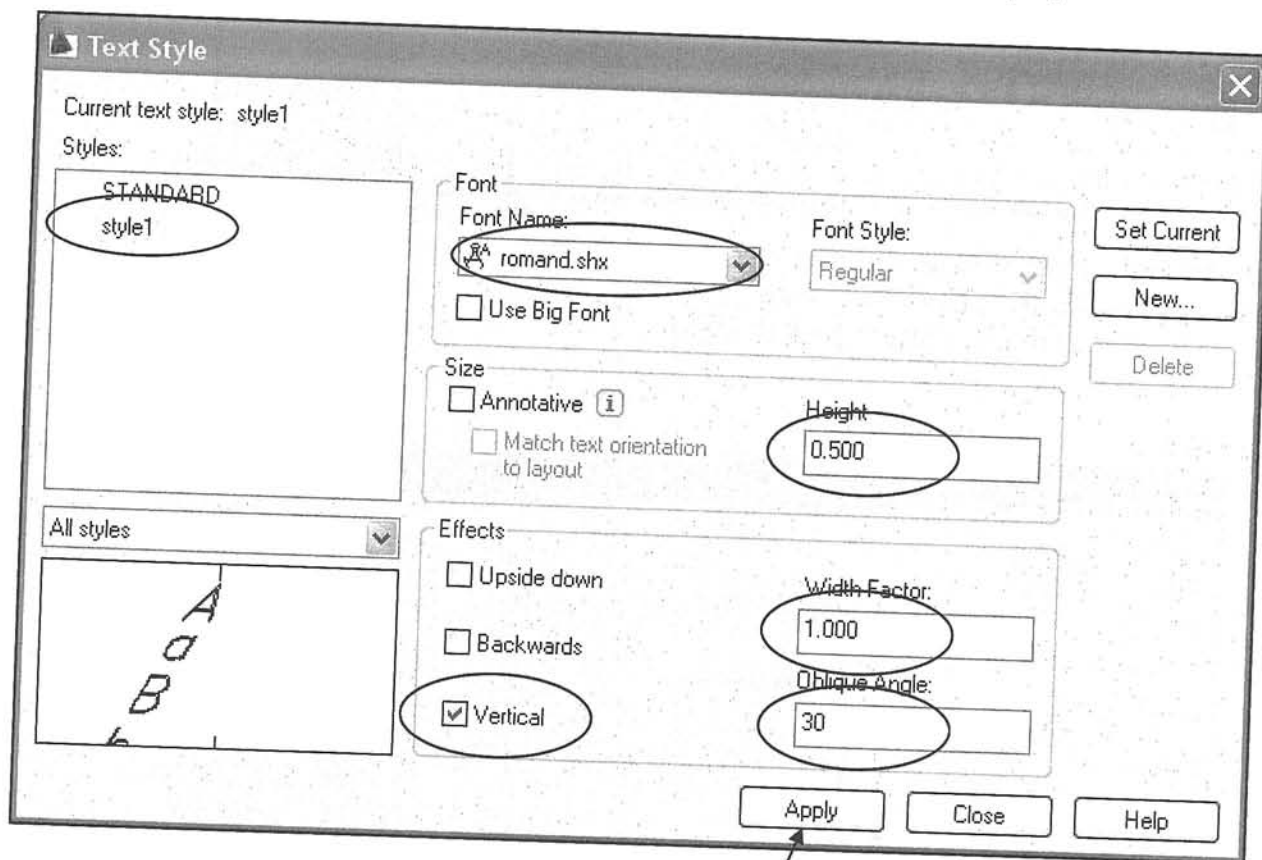 Text Style
Current text style: style1
Styles:
STANDARD
style1
All styles
A
a
B
Font
Font Name:
romand.shx
Use Big Font
Font Style:
Regular
Size
Annotative i
Match text orientation
to layout
Height
0.500
Effects
Upside down
Backwards
Vertical
Width Factor:
1.000
Oblique Angle:
30
Set Current
New...
Delete
Apply
Close
Help